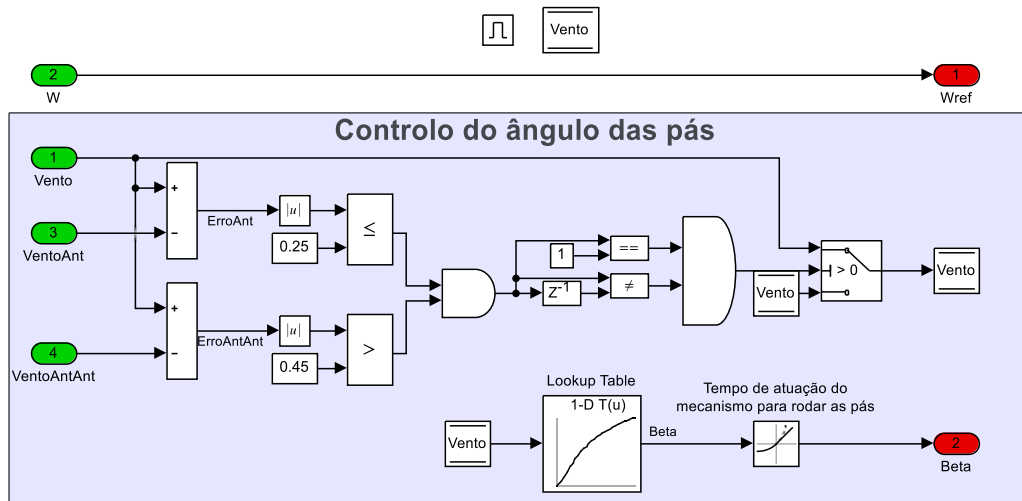 Vento
2
W
1
Wref
Controlo do ângulo das pás
1
Vento
+
−
ErroAnt
|u|
≤
0.25
3
VentoAnt
1
==
> 0
Vento
Z-1
≠
Vento
+
−
ErroAntAnt
|u|
>
0.45
4
VentoAntAnt
Lookup Table
1-D T(u)
Tempo de atuação do
mecanismo para rodar as pás
Vento
Beta
2
Beta